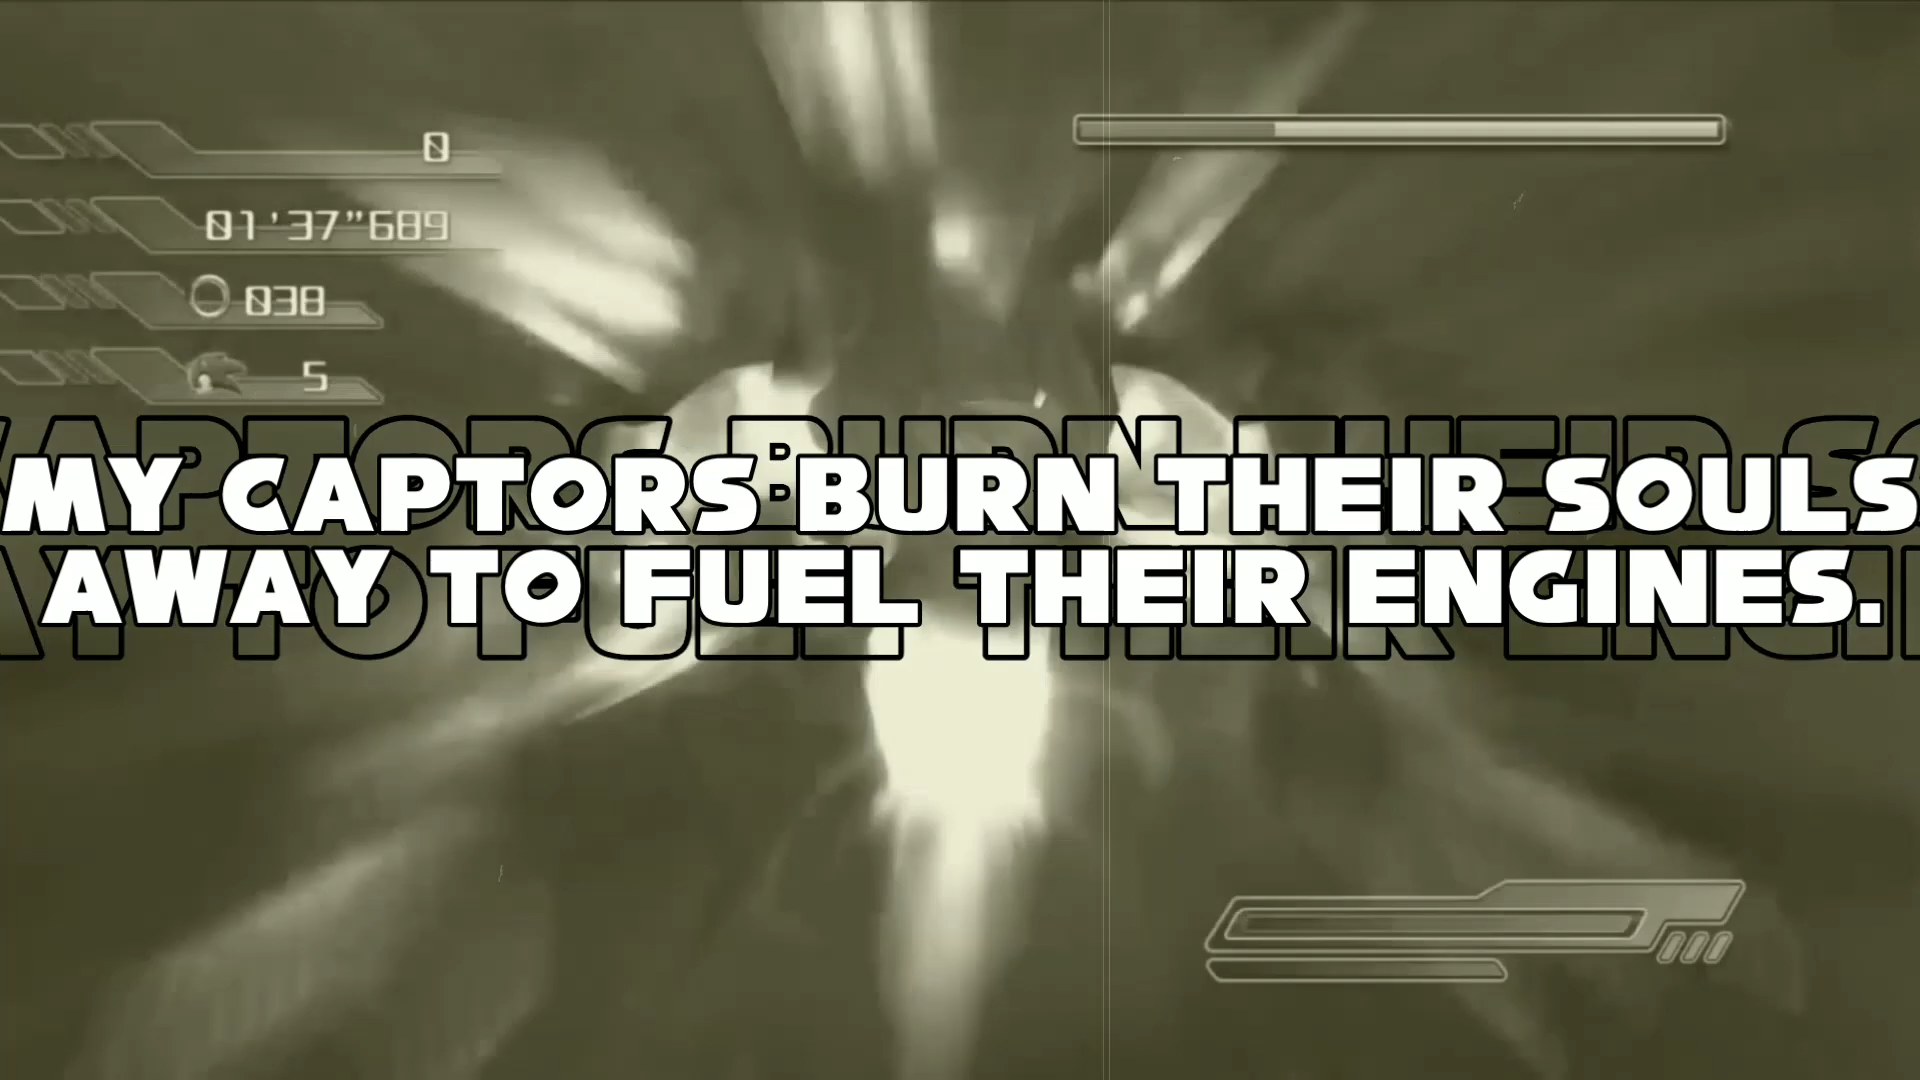 0
01'37"689
038
5
MY CAPTORS BURN THEIR SOULS
AWAY TO FUEL THEIR ENGINES.